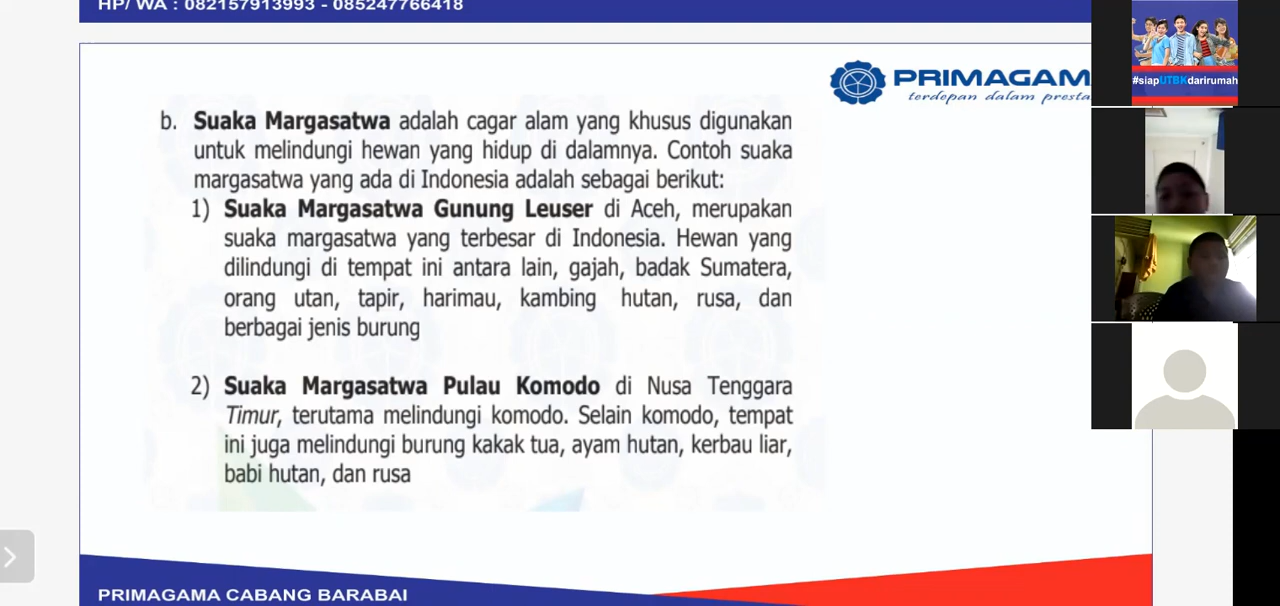 HP/ WA : 082157913993 - 085247766418
PRIMAGAM
terdepan dalam presta
#siapUTBKdarirumah
b. Suaka Margasatwa adalah cagar alam yang khusus digunakan
untuk melindungi hewan yang hidup di dalamnya. Contoh suaka
margasatwa yang ada di Indonesia adalah sebagai berikut:
1) Suaka Margasatwa Gunung Leuser di Aceh, merupakan
suaka margasatwa yang terbesar di Indonesia. Hewan yang
dilindungi di tempat ini antara lain, gajah, badak Sumatera,
orang utan, tapir, harimau, kambing hutan, rusa, dan
berbagai jenis burung
2) Suaka Margasatwa Pulau Komodo di Nusa Tenggara
Timur, terutama melindungi komodo. Selain komodo, tempat
ini juga melindungi burung kakak tua, ayam hutan, kerbau liar,
babi hutan, dan rusa
PRIMAGAMA CABANG BARABAI